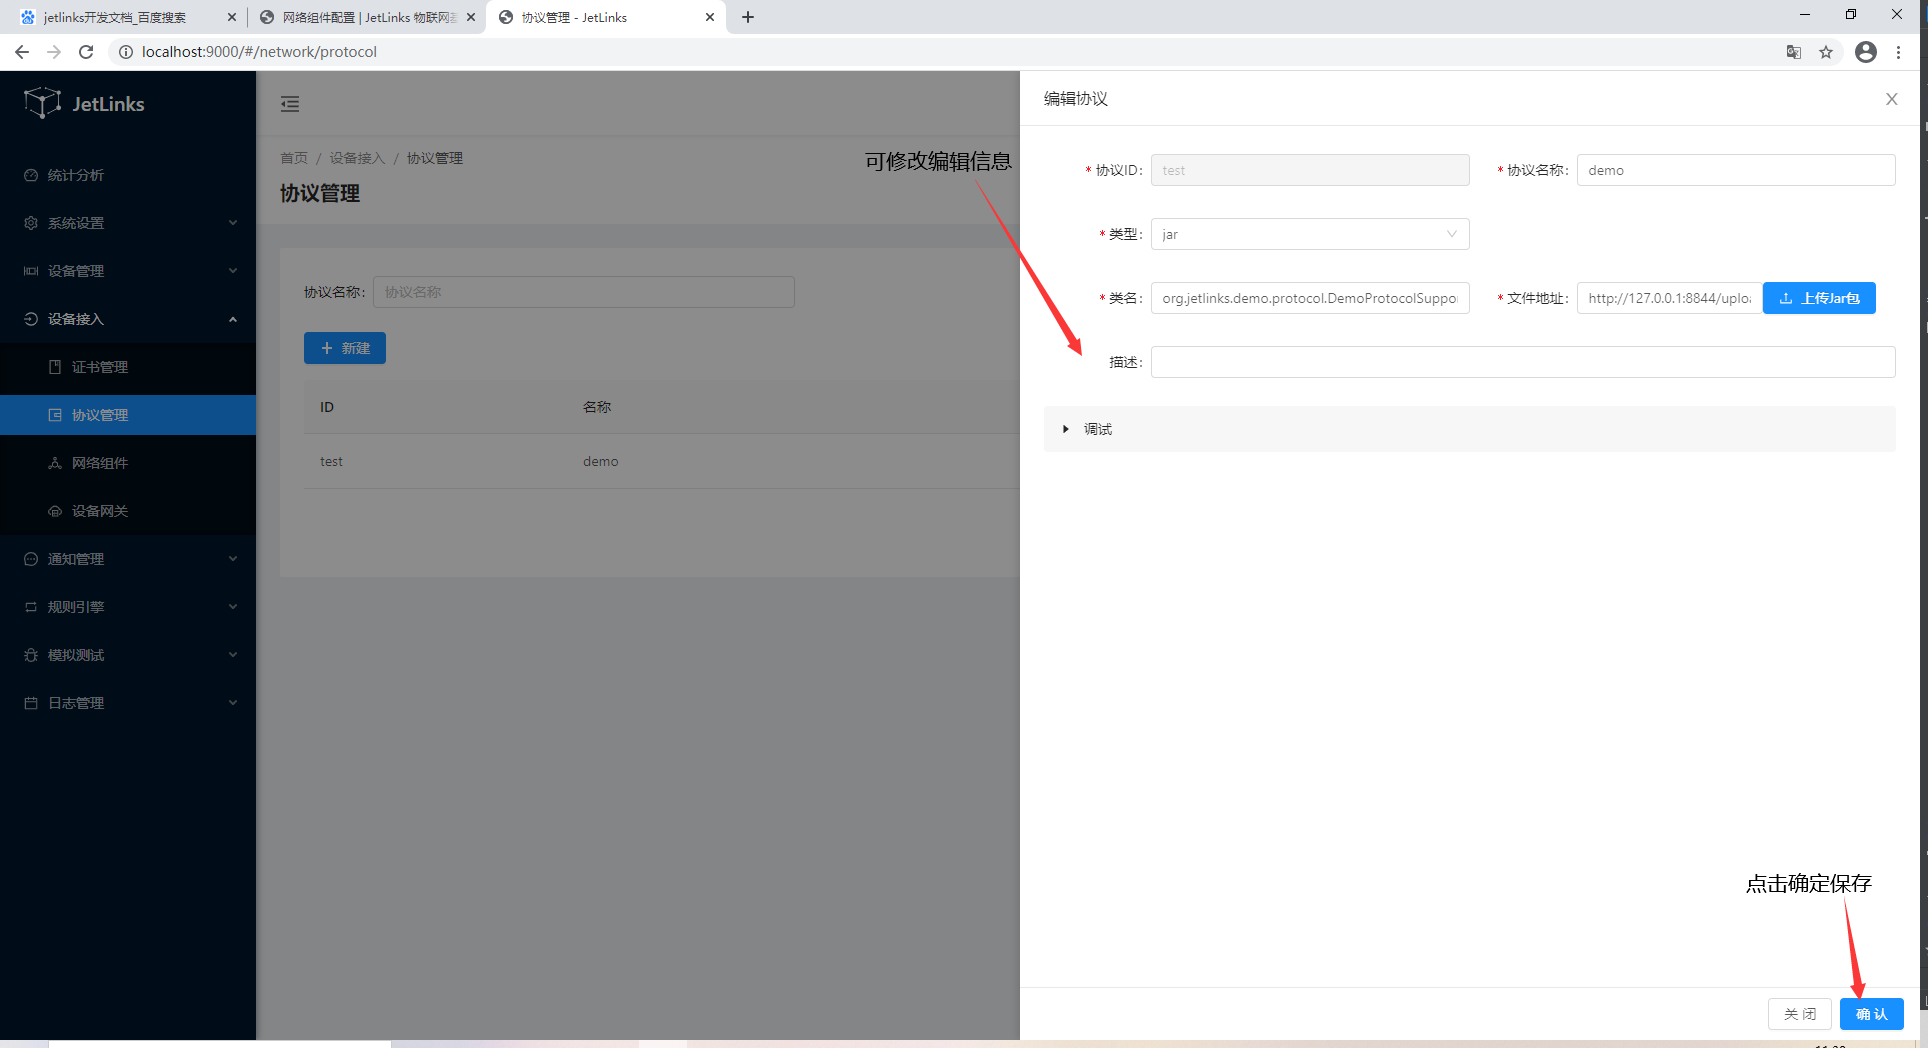 jetlinks开发文档_百度搜索
网络组件配置 | JetLinks 物联网
协议管理 - JetLinks
localhost:9000/#/network/protocol
JetLinks
统计分析
系统设置
设备管理
设备接入
证书管理
协议管理
网络组件
设备网关
通知管理
规则引擎
模拟测试
日志管理
首页 / 设备接入 / 协议管理
协议管理
可修改编辑信息
协议名称: 协议名称
+ 新建
ID 名称
test demo
编辑协议
* 协议ID: test * 协议名称: demo
* 类型: jar
* 类名: org.jetlinks.demo.protocol.DemoProtocolSuppo * 文件地址: http://127.0.0.1:8844/uplo 上传Jar包
描述:
调试
点击确定保存
关 闭 确 认